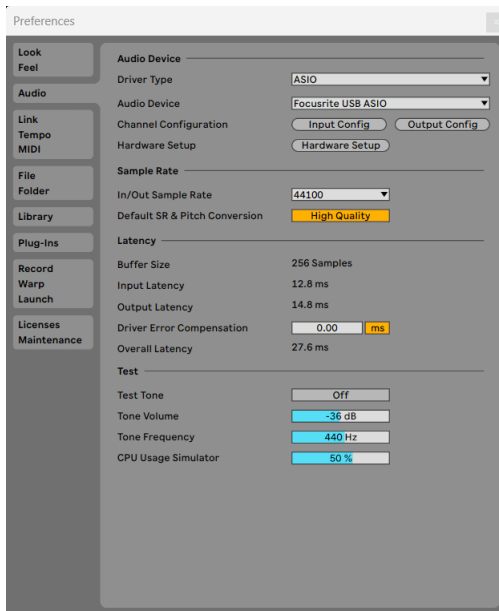 Preferences
Look
Feel
Audio
Link
Tempo
MIDI
File
Folder
Library
Plug-Ins
Record
Warp
Launch
Licenses
Maintenance
Audio Device
Driver Type ASIO
Audio Device Focusrite USB ASIO
Channel Configuration Input Config Output Config
Hardware Setup Hardware Setup
Sample Rate
In/Out Sample Rate 44100
Default SR & Pitch Conversion High Quality
Latency
Buffer Size 256 Samples
Input Latency 12.8 ms
Output Latency 14.8 ms
Driver Error Compensation 0.00 ms
Overall Latency 27.6 ms
Test
Test Tone Off
Tone Volume -36 dB
Tone Frequency 440 Hz
CPU Usage Simulator 50 %